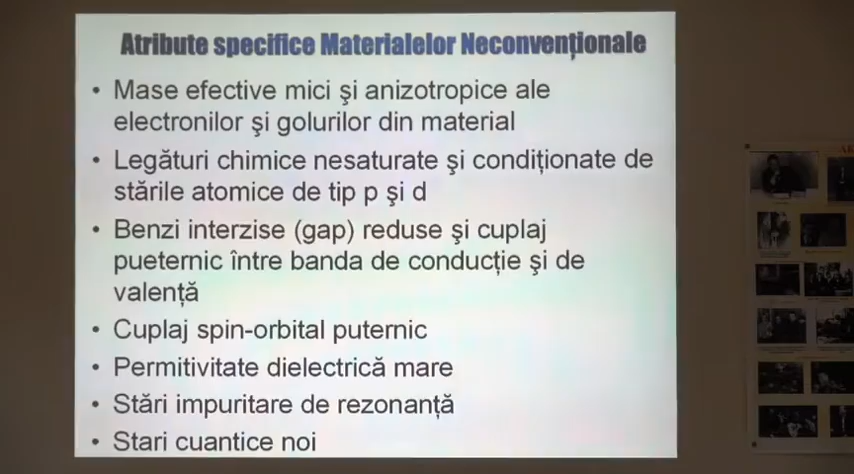 Atribute specifice Materialelor Neconvenționale
• Mase efective mici şi anizotropice ale
electronilor şi golurilor din material
• Legături chimice nesaturate şi condiționate de
stările atomice de tip p şi d
• Benzi interzise (gap) reduse şi cuplaj
pueternic între banda de conducție şi de
valență
• Cuplaj spin-orbital puternic
• Permitivitate dielectrică mare
• Stări impuritare de rezonanță
• Stari cuantice noi